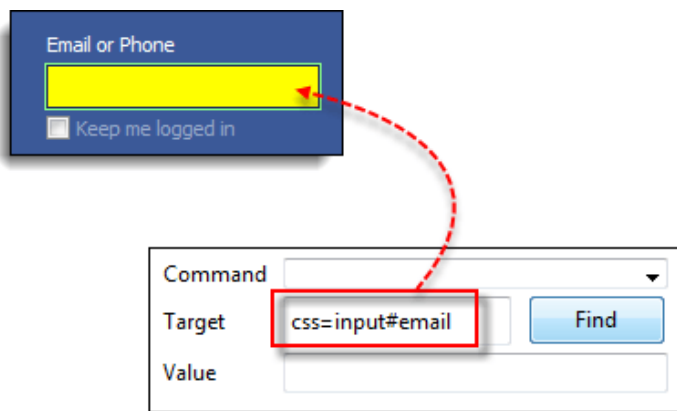 Email or Phone
Keep me logged in
Command
Target css=input#email Find
Value